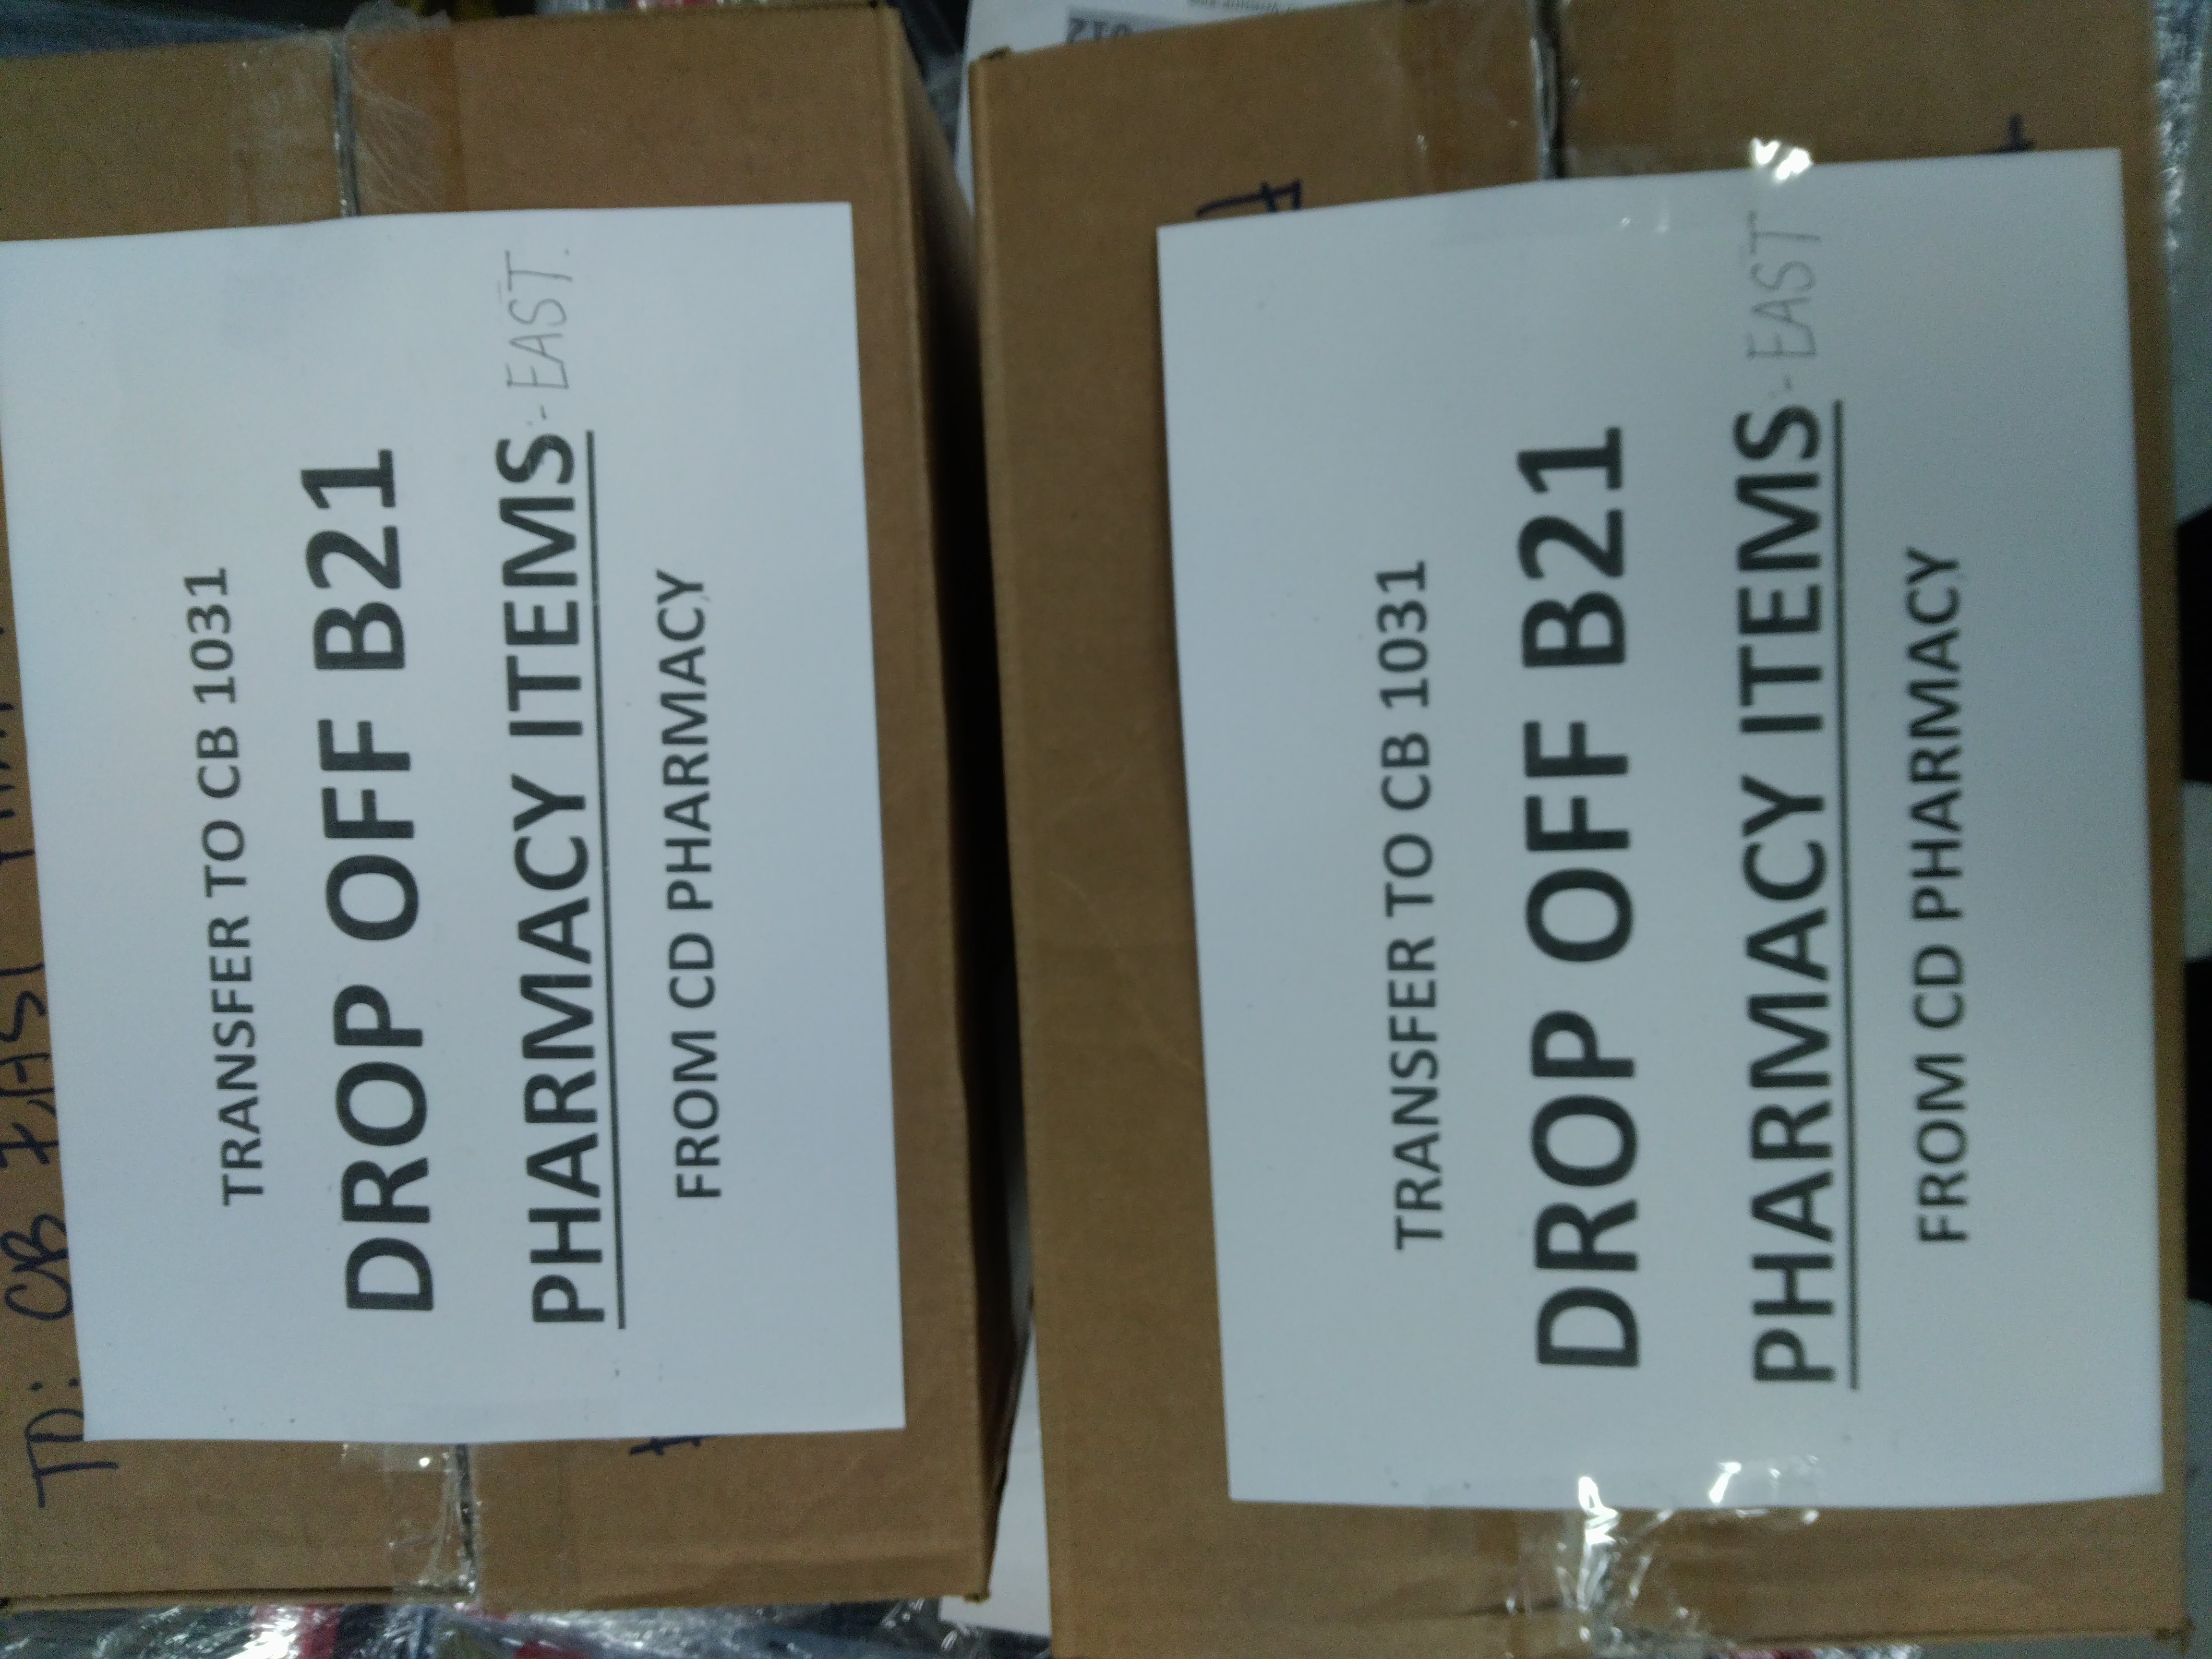 TO: CB EAST
TRANSFER TO CB 1031
DROP OFF B21
PHARMACY ITEMS - EAST.
FROM CD PHARMACY
TRANSFER TO CB 1031
DROP OFF B21
PHARMACY ITEMS - EAST
FROM CD PHARMACY